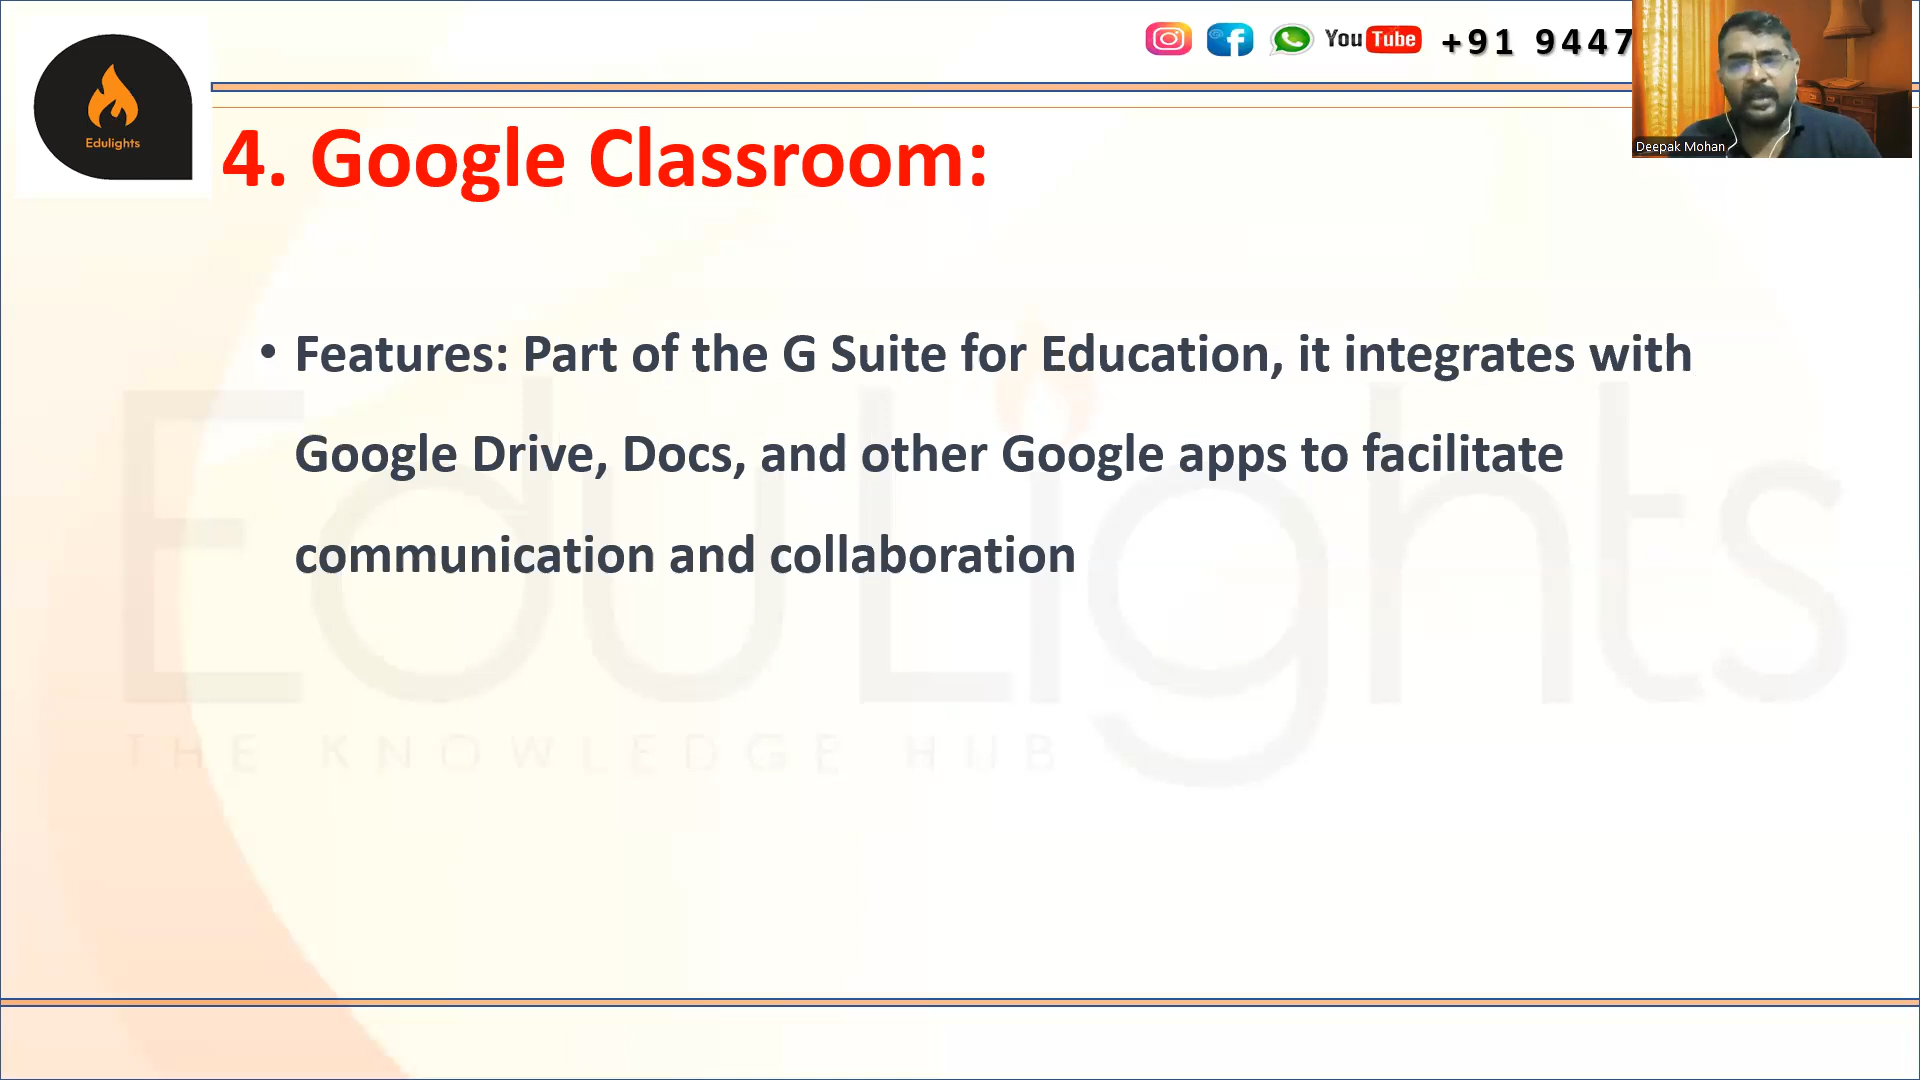 You Tube +91 9447
Edulights
Deepak Mohan
4. Google Classroom:
• Features: Part of the G Suite for Education, it integrates with
Google Drive, Docs, and other Google apps to facilitate
communication and collaboration
EduLights
THE KNOWLEDGE HUB